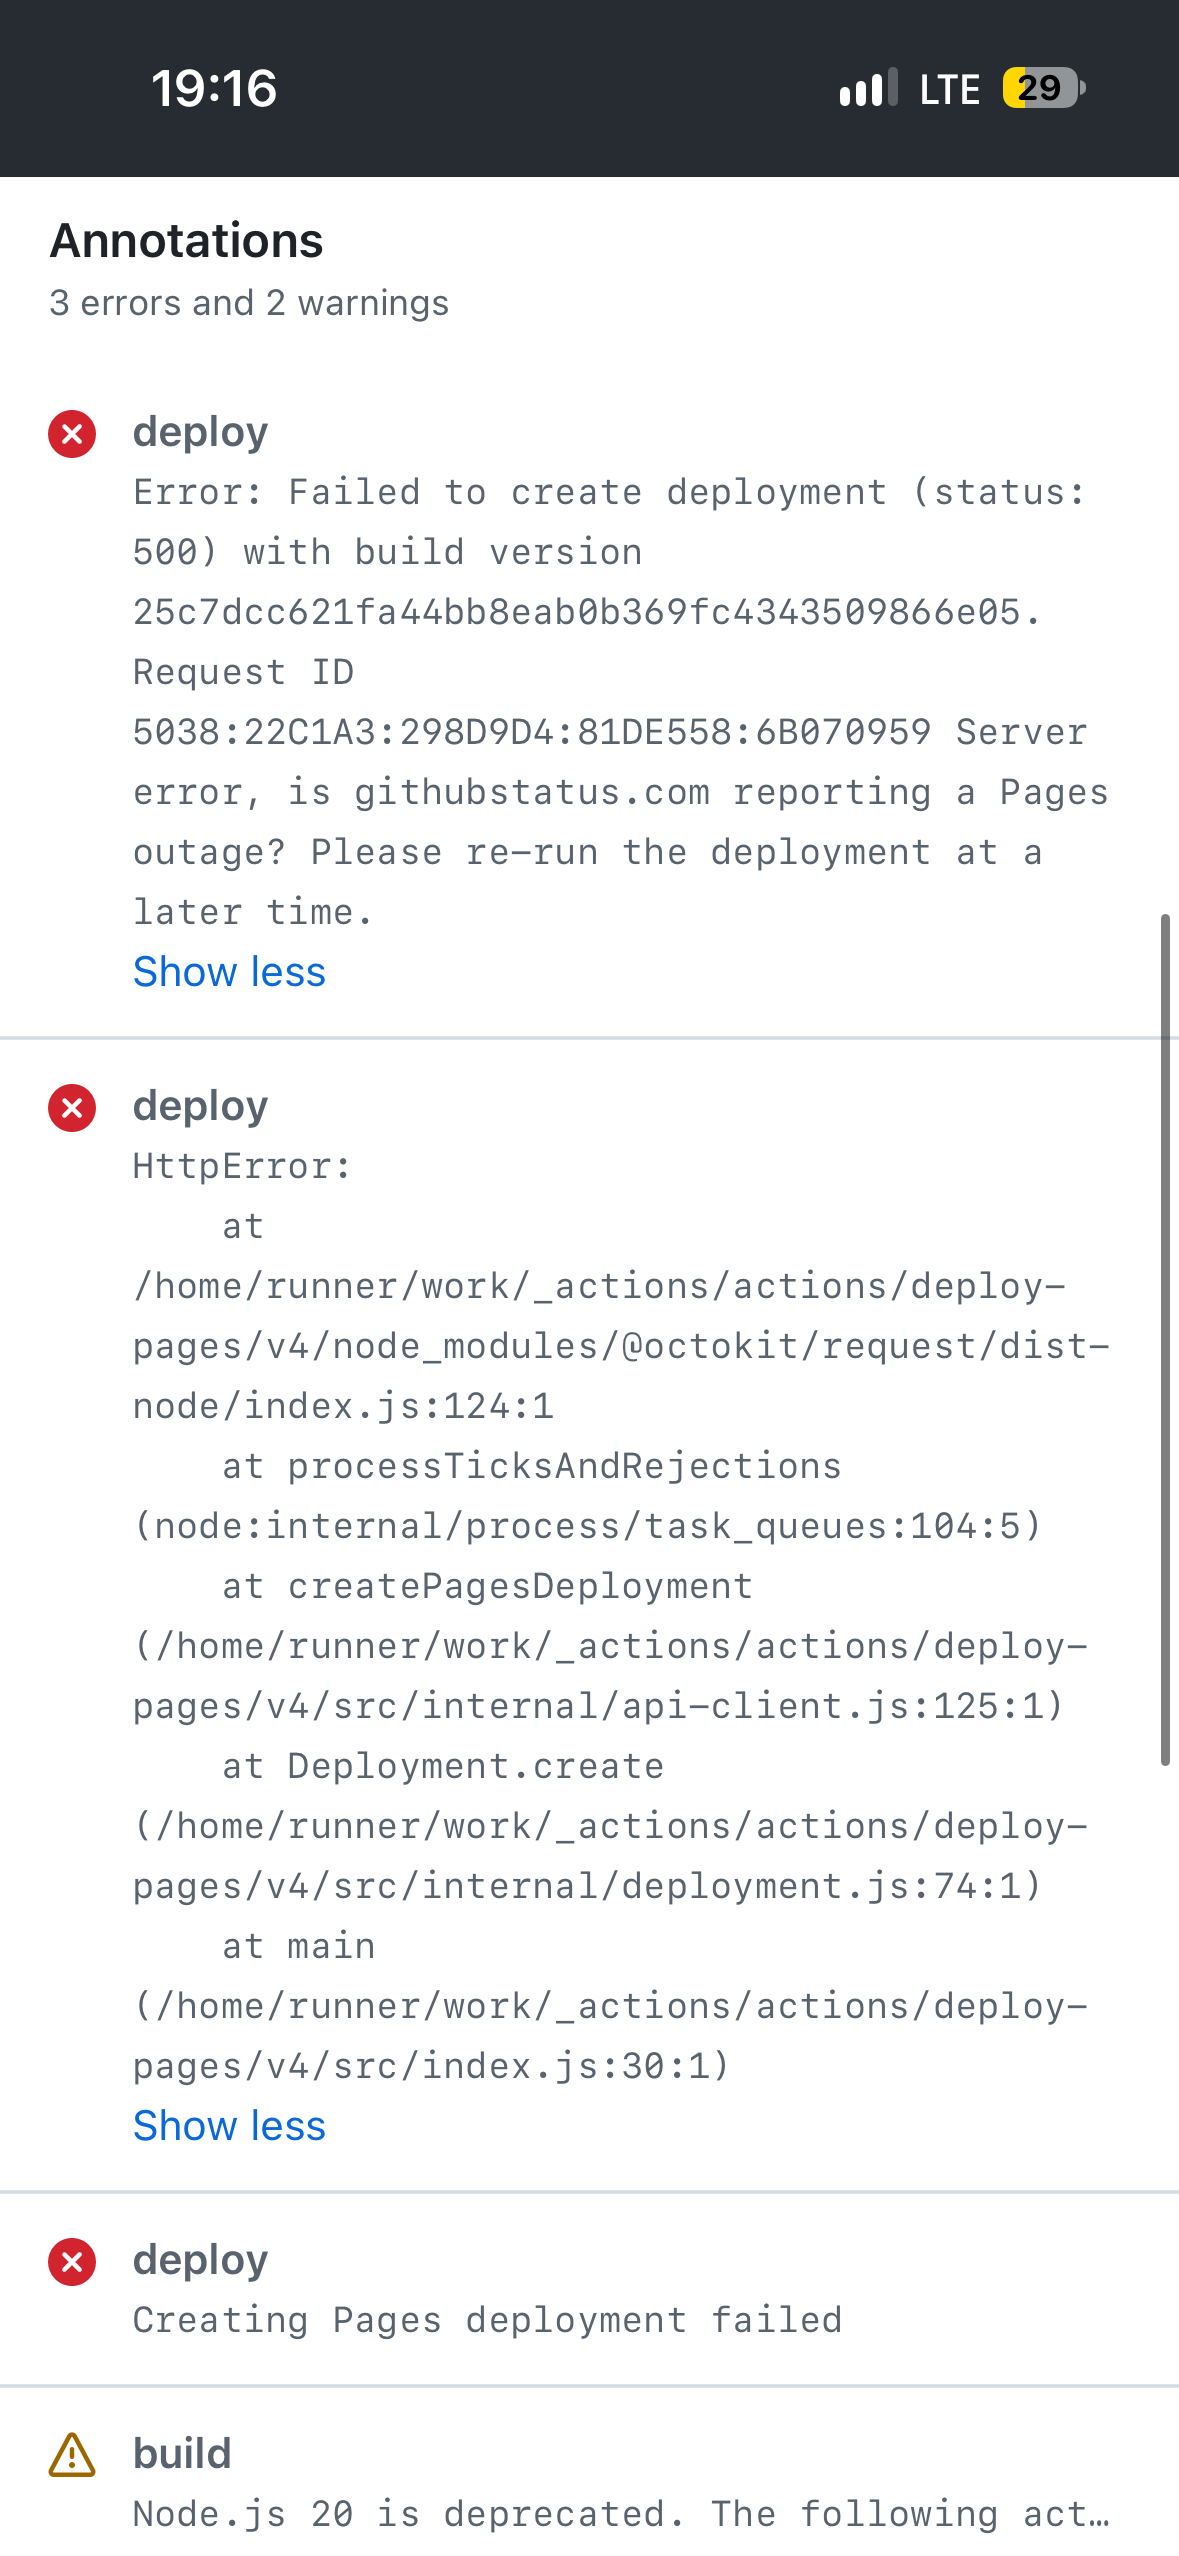 19:16
LTE 29
Annotations
3 errors and 2 warnings
deploy
Error: Failed to create deployment (status:
500) with build version
25c7dcc621fa44bb8eab0b369fc4343509866e05.
Request ID
5038:22C1A3:298D9D4:81DE558:6B070959 Server
error, is githubstatus.com reporting a Pages
outage? Please re-run the deployment at a
later time.
Show less
deploy
HttpError:
at
/home/runner/work/_actions/actions/deploy-
pages/v4/node_modules/@octokit/request/dist-
node/index.js:124:1
at processTicksAndRejections
(node:internal/process/task_queues:104:5)
at createPagesDeployment
(/home/runner/work/_actions/actions/deploy-
pages/v4/src/internal/api-client.js:125:1)
at Deployment.create
(/home/runner/work/_actions/actions/deploy-
pages/v4/src/internal/deployment.js:74:1)
at main
(/home/runner/work/_actions/actions/deploy-
pages/v4/src/index.js:30:1)
Show less
deploy
Creating Pages deployment failed
build
Node.js 20 is deprecated. The following act…